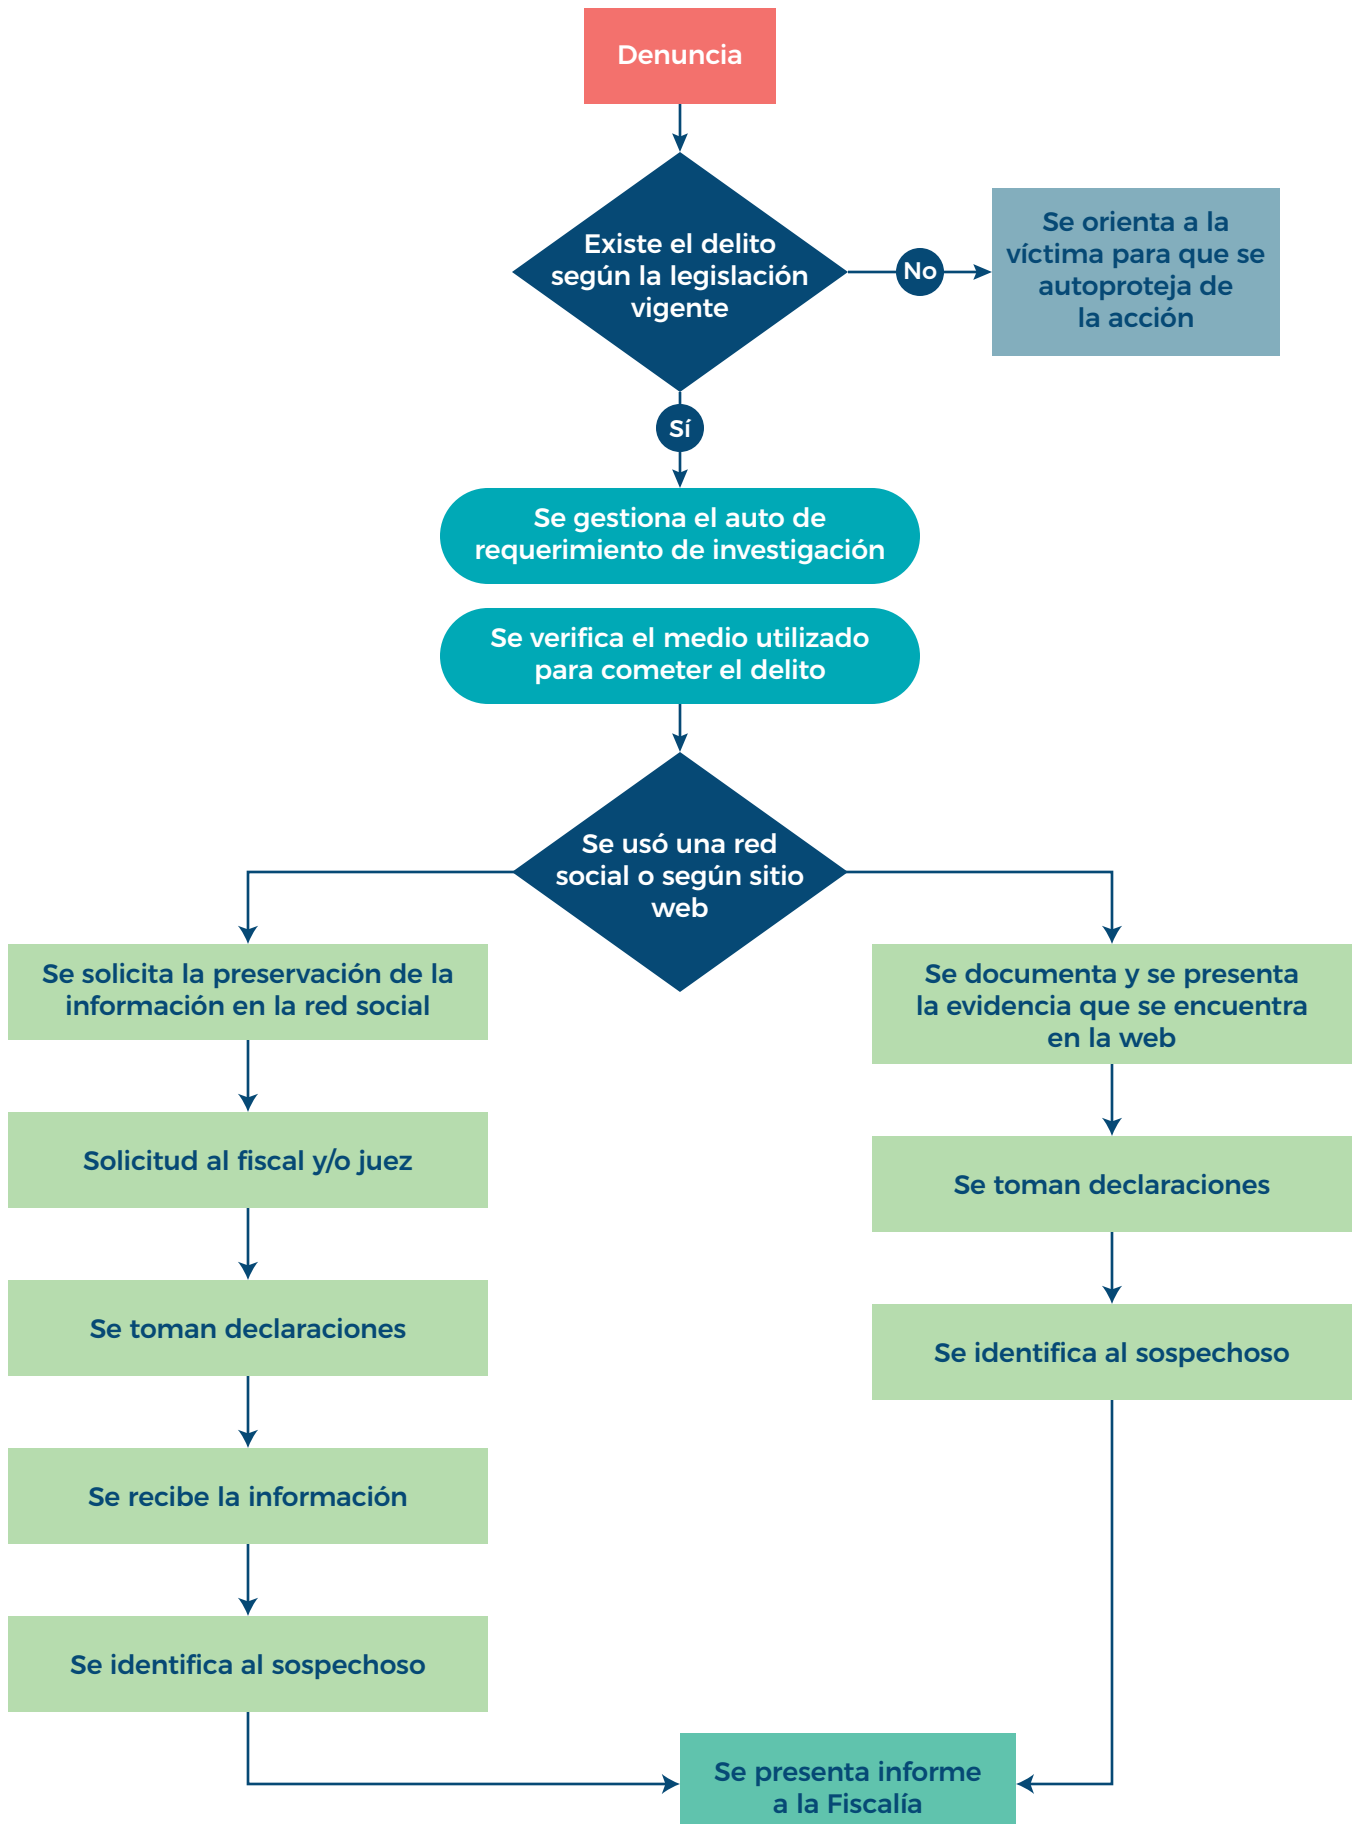 Denuncia
Existe el delito
según la legislación
vigente
No
Se orienta a la
víctima para que se
autoproteja de
la acción
Sí
Se gestiona el auto de
requerimiento de investigación
Se verifica el medio utilizado
para cometer el delito
Se usó una red
social o según sitio
web
Se solicita la preservación de la
información en la red social
Solicitud al fiscal y/o juez
Se toman declaraciones
Se recibe la información
Se identifica al sospechoso
Se documenta y se presenta
la evidencia que se encuentra
en la web
Se toman declaraciones
Se identifica al sospechoso
Se presenta informe
a la Fiscalía